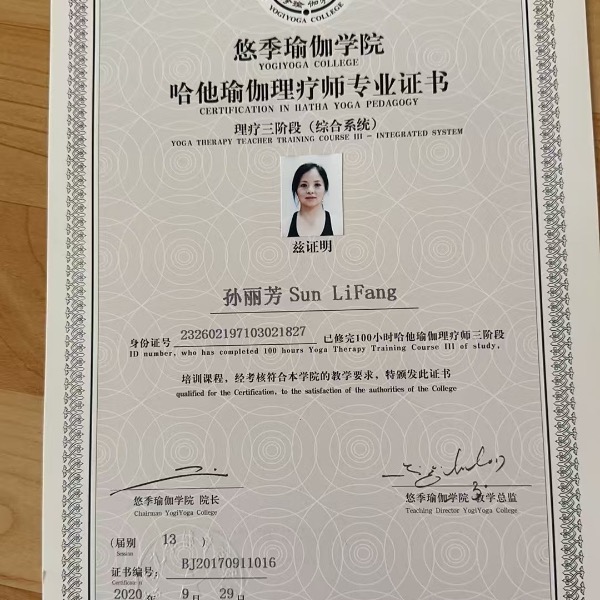 YOGIYOGA COLLEGE
悠季瑜伽学院
YOGIYOGA COLLEGE
哈他瑜伽理疗师专业证书
CERTIFICATION IN HATHA YOGA PEDAGOGY
理疗三阶段（综合系统）
YOGA THERAPY TEACHER TRAINING COURSE III - INTEGRATED SYSTEM
兹证明
孙丽芳 Sun LiFang
身份证号 232602197103021827 已修完100小时哈他瑜伽理疗师三阶段
ID number, who has completed 100 hours Yoga Therapy Training Course III of study,
培训课程，经考核符合本学院的教学要求，特颁发此证书
qualified for the Certification, to the satisfaction of the authorities of the College
悠季瑜伽学院 院长 悠季瑜伽学院 教学总监
Chairman YogiYoga College Teaching Director YogiYoga College
(届别 13 )
Session
证书编号: BJ20170911016
Certificate
2020 年 9 月 29 日